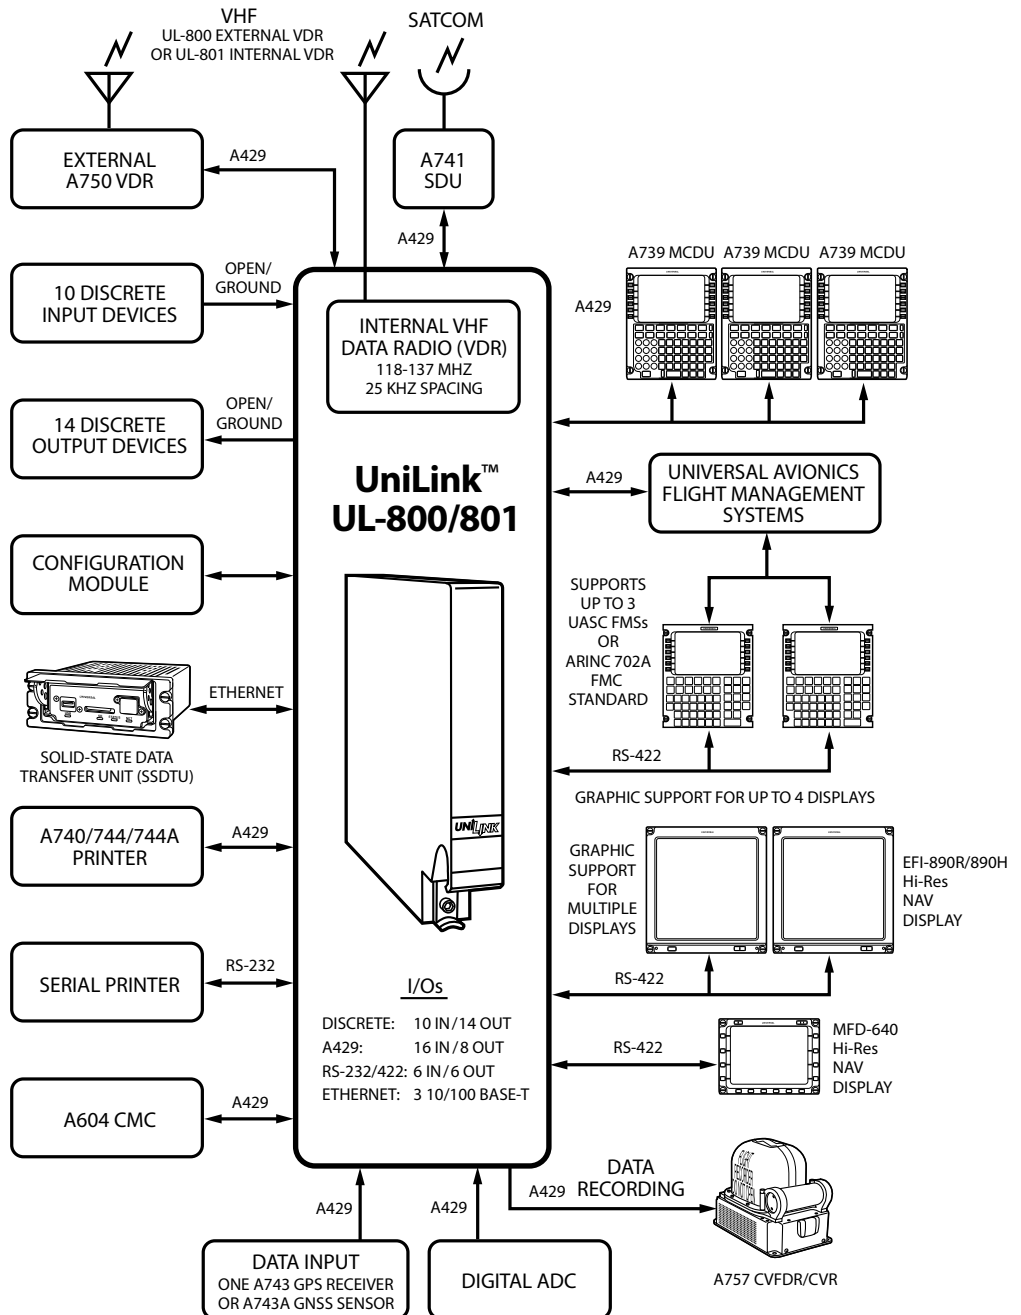 VHF
UL-800 EXTERNAL VDR
OR UL-801 INTERNAL VDR
SATCOM
EXTERNAL
A750 VDR
A429
A741
SDU
A429
10 DISCRETE
INPUT DEVICES
OPEN/
GROUND
14 DISCRETE
OUTPUT DEVICES
OPEN/
GROUND
CONFIGURATION
MODULE
ETHERNET
SOLID-STATE DATA
TRANSFER UNIT (SSDTU)
A740/744/744A
PRINTER
A429
SERIAL PRINTER
RS-232
A604 CMC
A429
INTERNAL VHF
DATA RADIO (VDR)
118-137 MHZ
25 KHZ SPACING
UniLink™
UL-800/801
UNILINK
I/Os
DISCRETE: 10 IN/14 OUT
A429: 16 IN/8 OUT
RS-232/422: 6 IN/6 OUT
ETHERNET: 3 10/100 BASE-T
A739 MCDU A739 MCDU A739 MCDU
A429
A429
UNIVERSAL AVIONICS
FLIGHT MANAGEMENT
SYSTEMS
SUPPORTS
UP TO 3
UASC FMSs
OR
ARINC 702A
FMC
STANDARD
RS-422
GRAPHIC SUPPORT FOR UP TO 4 DISPLAYS
GRAPHIC
SUPPORT
FOR
MULTIPLE
DISPLAYS
EFI-890R/890H
Hi-Res
NAV
DISPLAY
RS-422
RS-422
MFD-640
Hi-Res
NAV
DISPLAY
A429
DATA
RECORDING
A757 CVFDR/CVR
A429
DATA INPUT
ONE A743 GPS RECEIVER
OR A743A GNSS SENSOR
A429
DIGITAL ADC